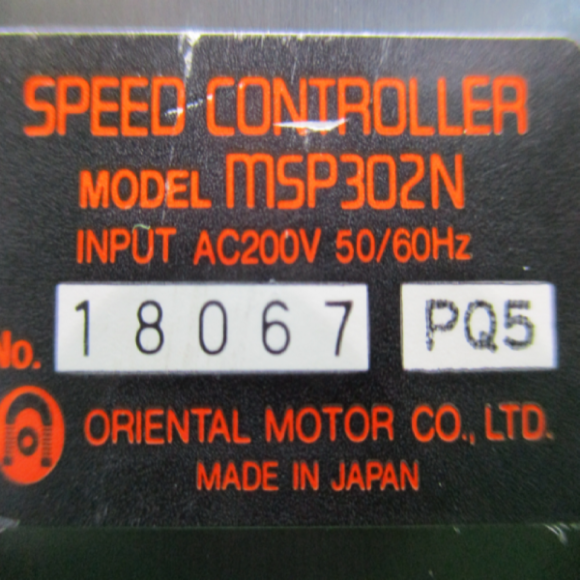 SPEED CONTROLLER
MODEL MSP302N
INPUT AC200V 50/60Hz
No. 18067 PQ5
ORIENTAL MOTOR CO., LTD.
MADE IN JAPAN